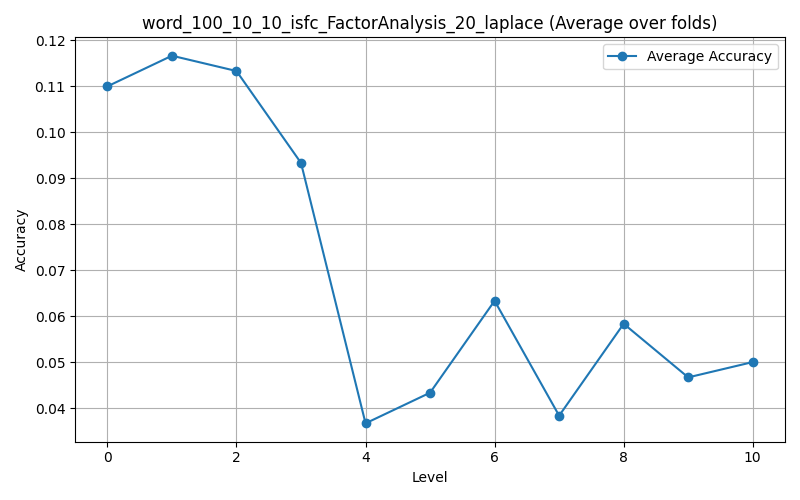 word_100_10_10_isfc_FactorAnalysis_20_laplace (Average over folds)
Average Accuracy
Accuracy
0.12
0.11
0.10
0.09
0.08
0.07
0.06
0.05
0.04
0 2 4 6 8 10
Level